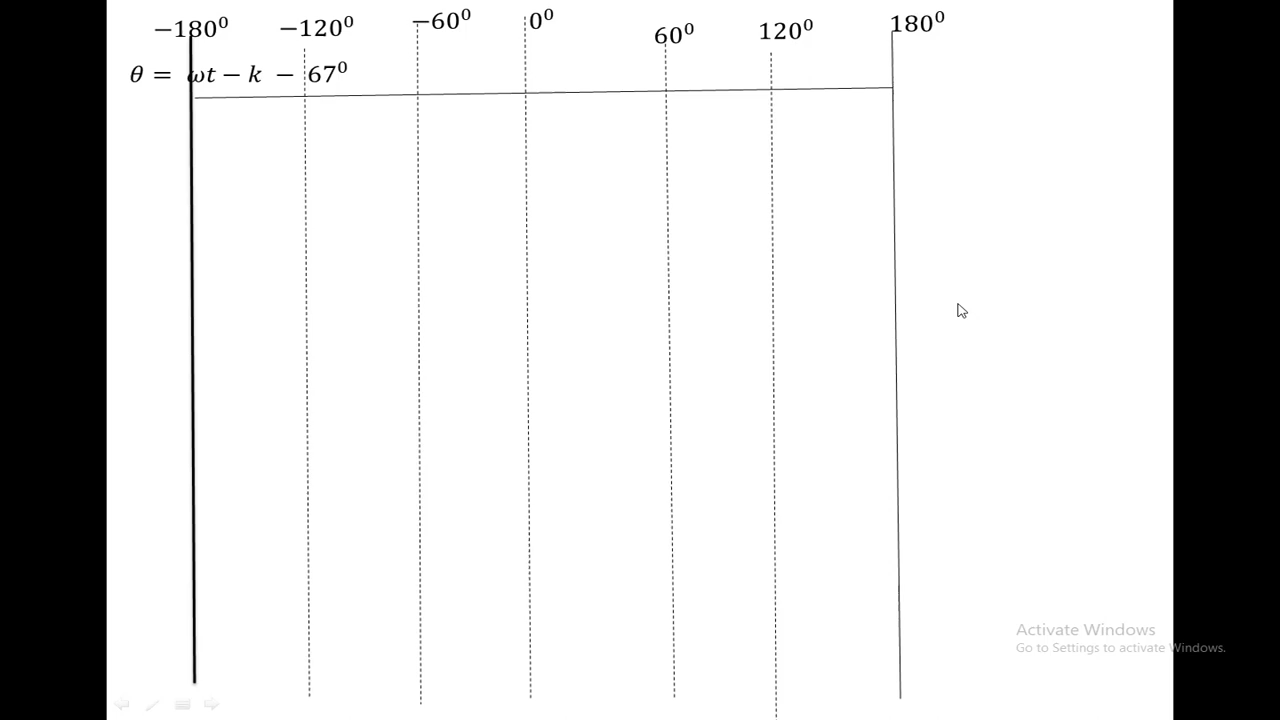 −180⁰ −120⁰ −60⁰ 0⁰ 60⁰ 120⁰ 180⁰
θ = ωt − k − 67⁰
Activate Windows
Go to Settings to activate Windows.